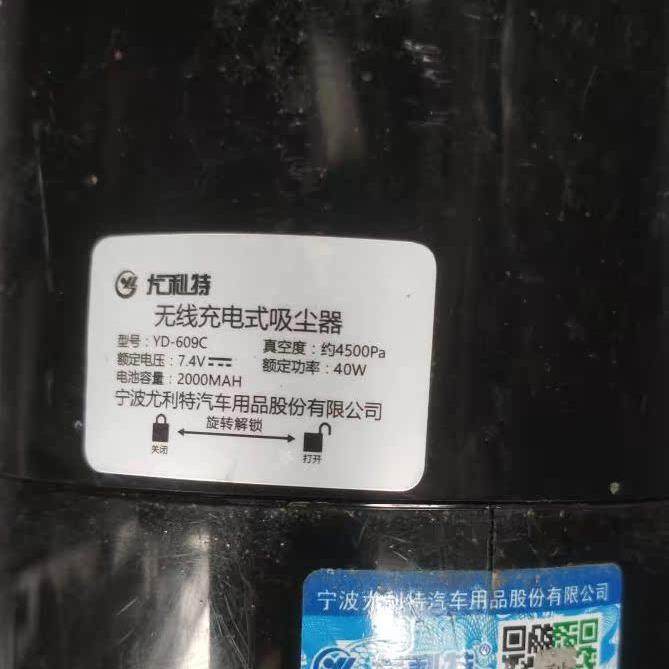 尤利特
无线充电式吸尘器
型号：YD-609C 真空度：约4500Pa
额定电压：7.4V 额定功率：40W
电池容量：2000MAH
宁波尤利特汽车用品股份有限公司
旋转解锁
关闭 打开
宁波尤利特汽车用品股份有限公司
尤利特®